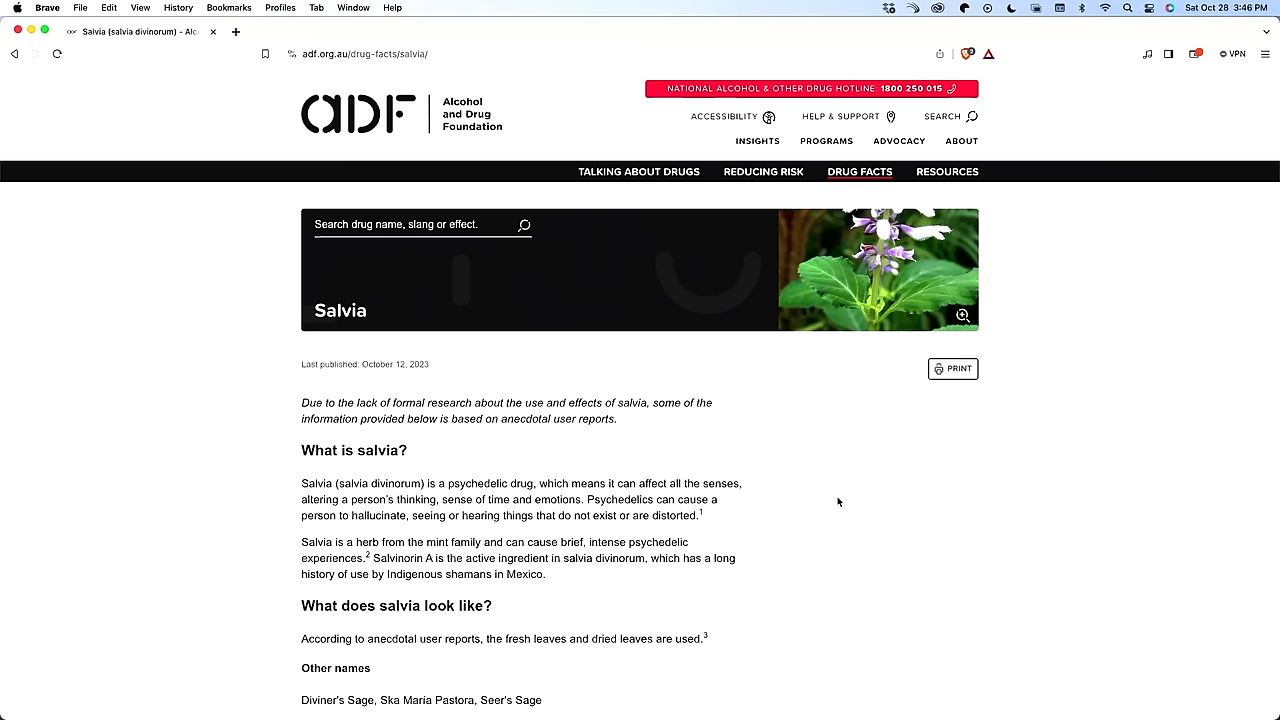 Brave File Edit View History Bookmarks Profiles Tab Window Help Sat Oct 28 3:46 PM
Salvia (salvia divinorum) - Alc
adf.org.au/drug-facts/salvia/ VPN
NATIONAL ALCOHOL & OTHER DRUG HOTLINE: 1800 250 015
adf Alcohol
and Drug
Foundation
ACCESSIBILITY HELP & SUPPORT SEARCH
INSIGHTS PROGRAMS ADVOCACY ABOUT
TALKING ABOUT DRUGS REDUCING RISK DRUG FACTS RESOURCES
Search drug name, slang or effect.
Salvia
Last published: October 12, 2023
PRINT
Due to the lack of formal research about the use and effects of salvia, some of the
information provided below is based on anecdotal user reports.
What is salvia?
Salvia (salvia divinorum) is a psychedelic drug, which means it can affect all the senses,
altering a person's thinking, sense of time and emotions. Psychedelics can cause a
person to hallucinate, seeing or hearing things that do not exist or are distorted.1
Salvia is a herb from the mint family and can cause brief, intense psychedelic
experiences.2 Salvinorin A is the active ingredient in salvia divinorum, which has a long
history of use by Indigenous shamans in Mexico.
What does salvia look like?
According to anecdotal user reports, the fresh leaves and dried leaves are used.3
Other names
Diviner's Sage, Ska Maria Pastora, Seer's Sage